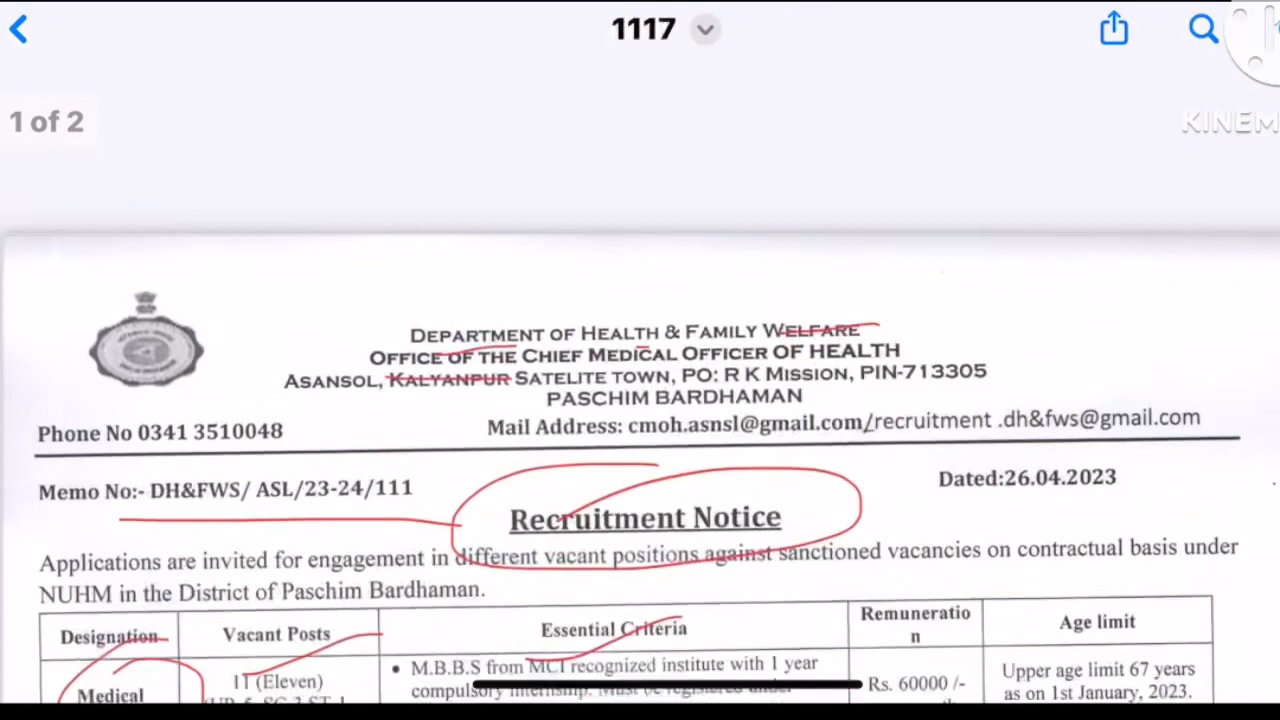 1117
1 of 2
KINEM
DEPARTMENT OF HEALTH & FAMILY WELFARE
OFFICE OF THE CHIEF MEDICAL OFFICER OF HEALTH
ASANSOL, KALYANPUR SATELITE TOWN, PO: R K MISSION, PIN-713305
PASCHIM BARDHAMAN
Phone No 0341 3510048
Mail Address: cmoh.asnsl@gmail.com/recruitment .dh&fws@gmail.com
Memo No:- DH&FWS/ ASL/23-24/111
Dated:26.04.2023
Recruitment Notice
Applications are invited for engagement in different vacant positions against sanctioned vacancies on contractual basis under
NUHM in the District of Paschim Bardhaman.
Designation Vacant Posts Essential Criteria Remuneratio
n Age limit
Medical 11 (Eleven) • M.B.B.S from MCI recognized institute with 1 year
compulsory internship. Rs. 60000 /- Upper age limit 67 years
as on 1st January, 2023.